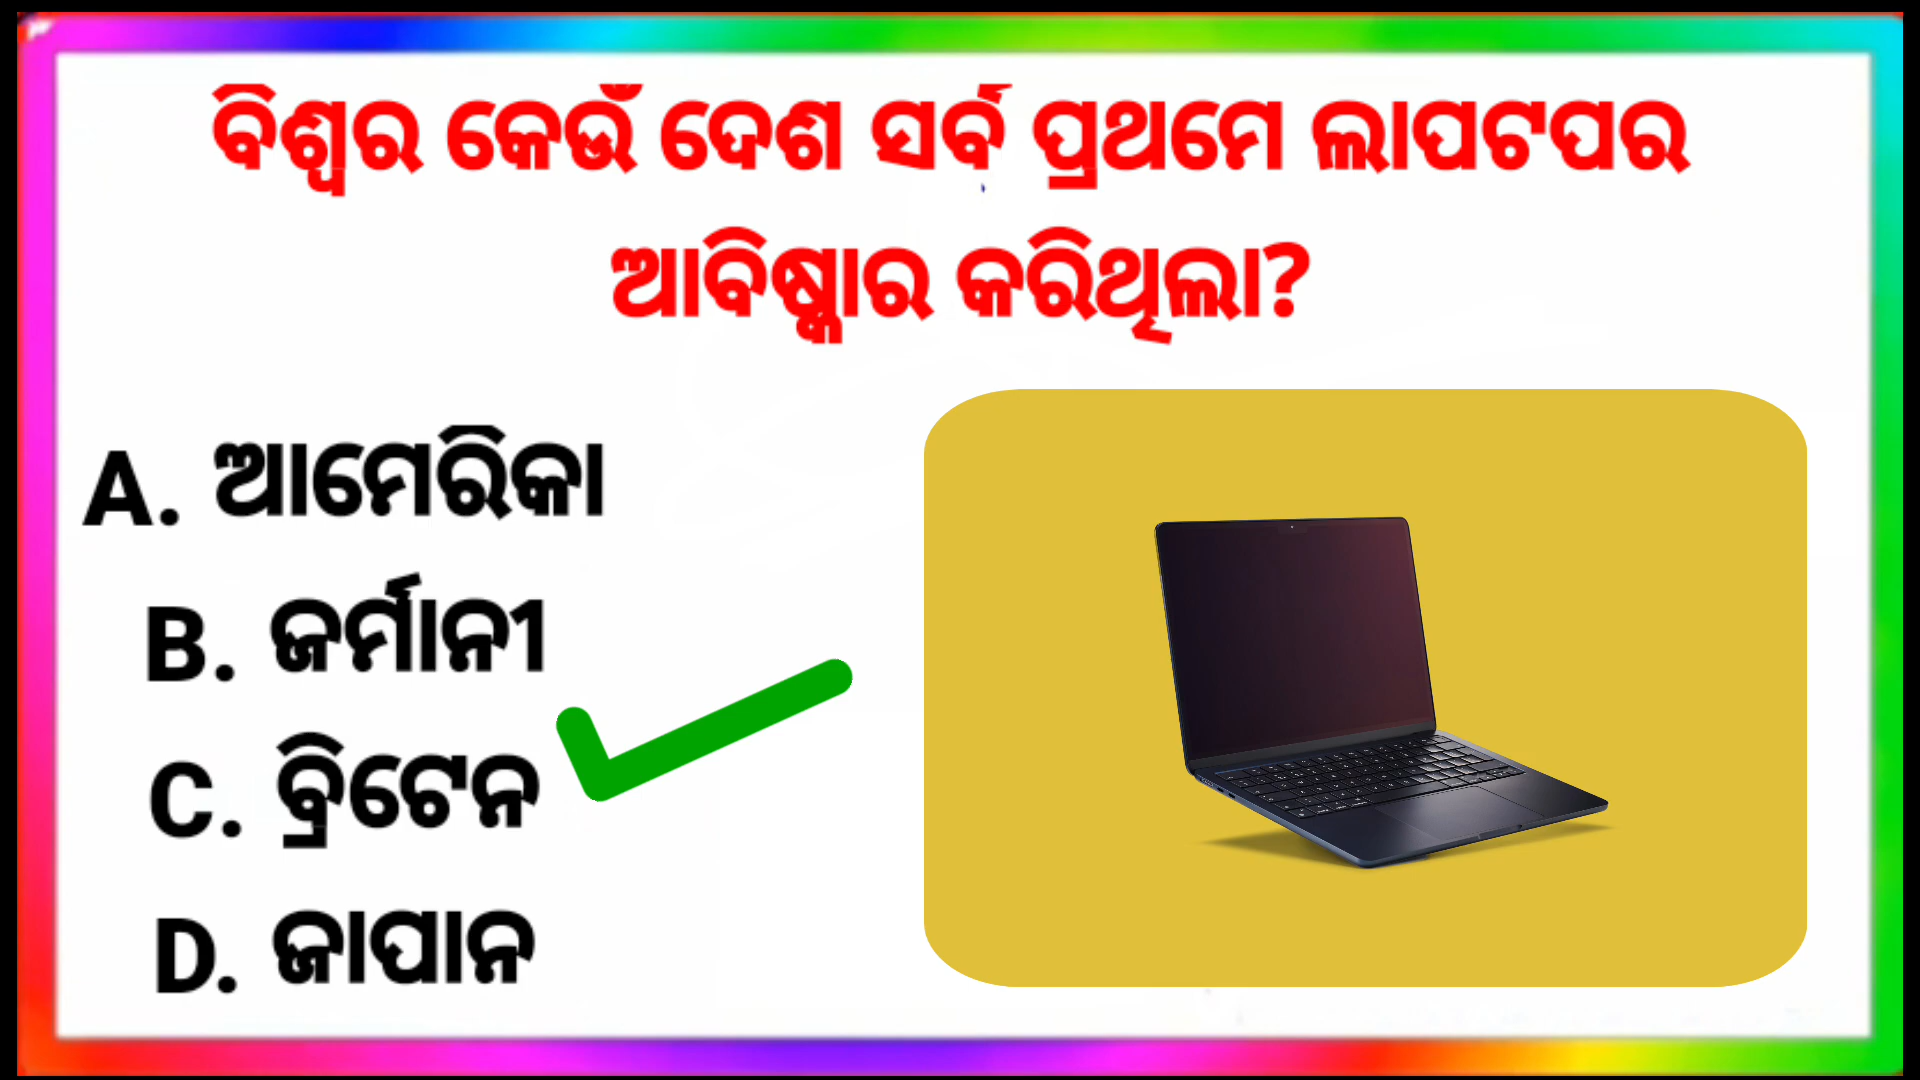 ବିଶ୍ୱର କେଉଁ ଦେଶ ସର୍ବ ପ୍ରଥମେ ଲାପଟପର
ଆବିଷ୍କାର କରିଥିଲା?
A. ଆମେରିକା
B. ଜର୍ମାନୀ
C. ବ୍ରିଟେନ
D. ଜାପାନ